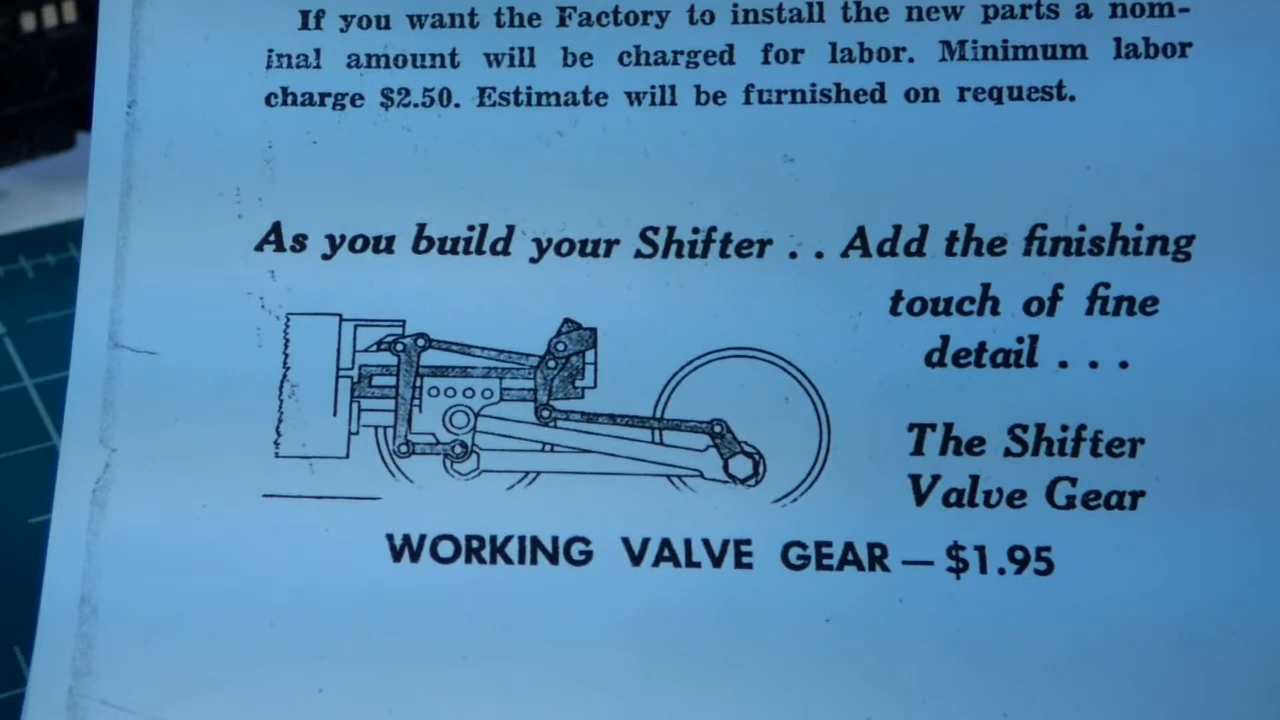 If you want the Factory to install the new parts a nom-
inal amount will be charged for labor. Minimum labor
charge $2.50. Estimate will be furnished on request.
As you build your Shifter . . Add the finishing
touch of fine
detail . . .
The Shifter
Valve Gear
WORKING VALVE GEAR — $1.95